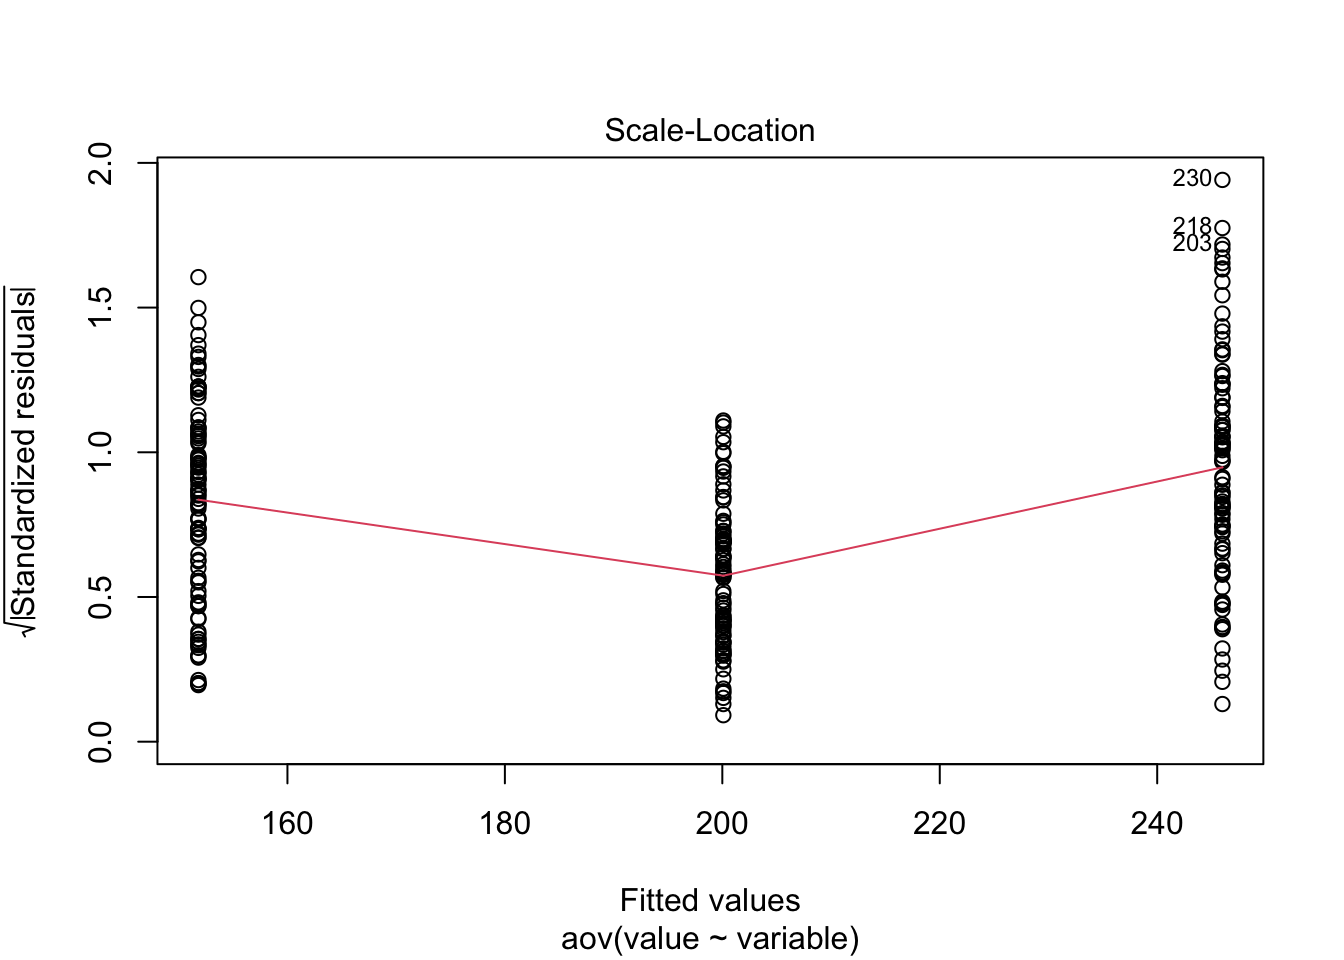 Scale-Location
√|Standardized residuals|
2.0
1.5
1.0
0.5
0.0
230
218
203
160 180 200 220 240
Fitted values
aov(value ~ variable)